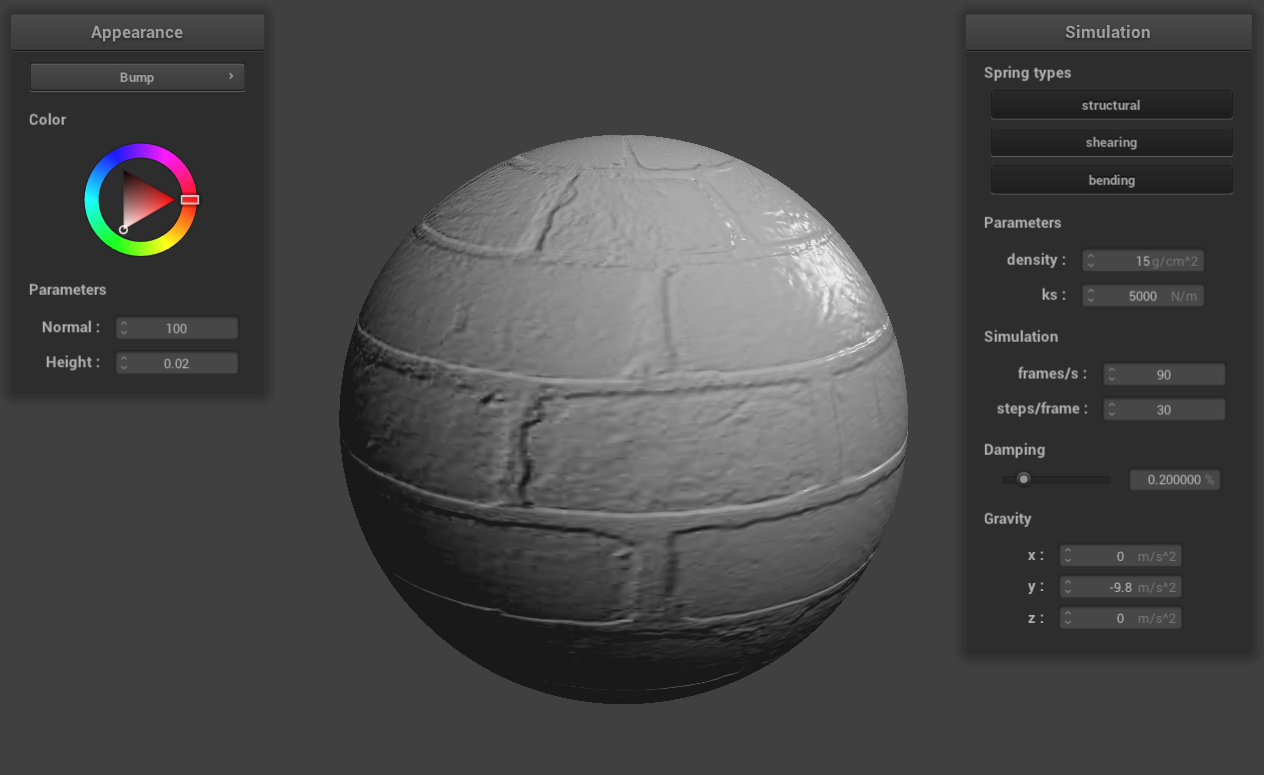 Appearance
Bump ›
Color
Parameters
Normal : 100
Height : 0.02
Simulation
Spring types
structural
shearing
bending
Parameters
density : 15 g/cm^2
ks : 5000 N/m
Simulation
frames/s : 90
steps/frame : 30
Damping
0.200000 %
Gravity
x : 0 m/s^2
y : -9.8 m/s^2
z : 0 m/s^2